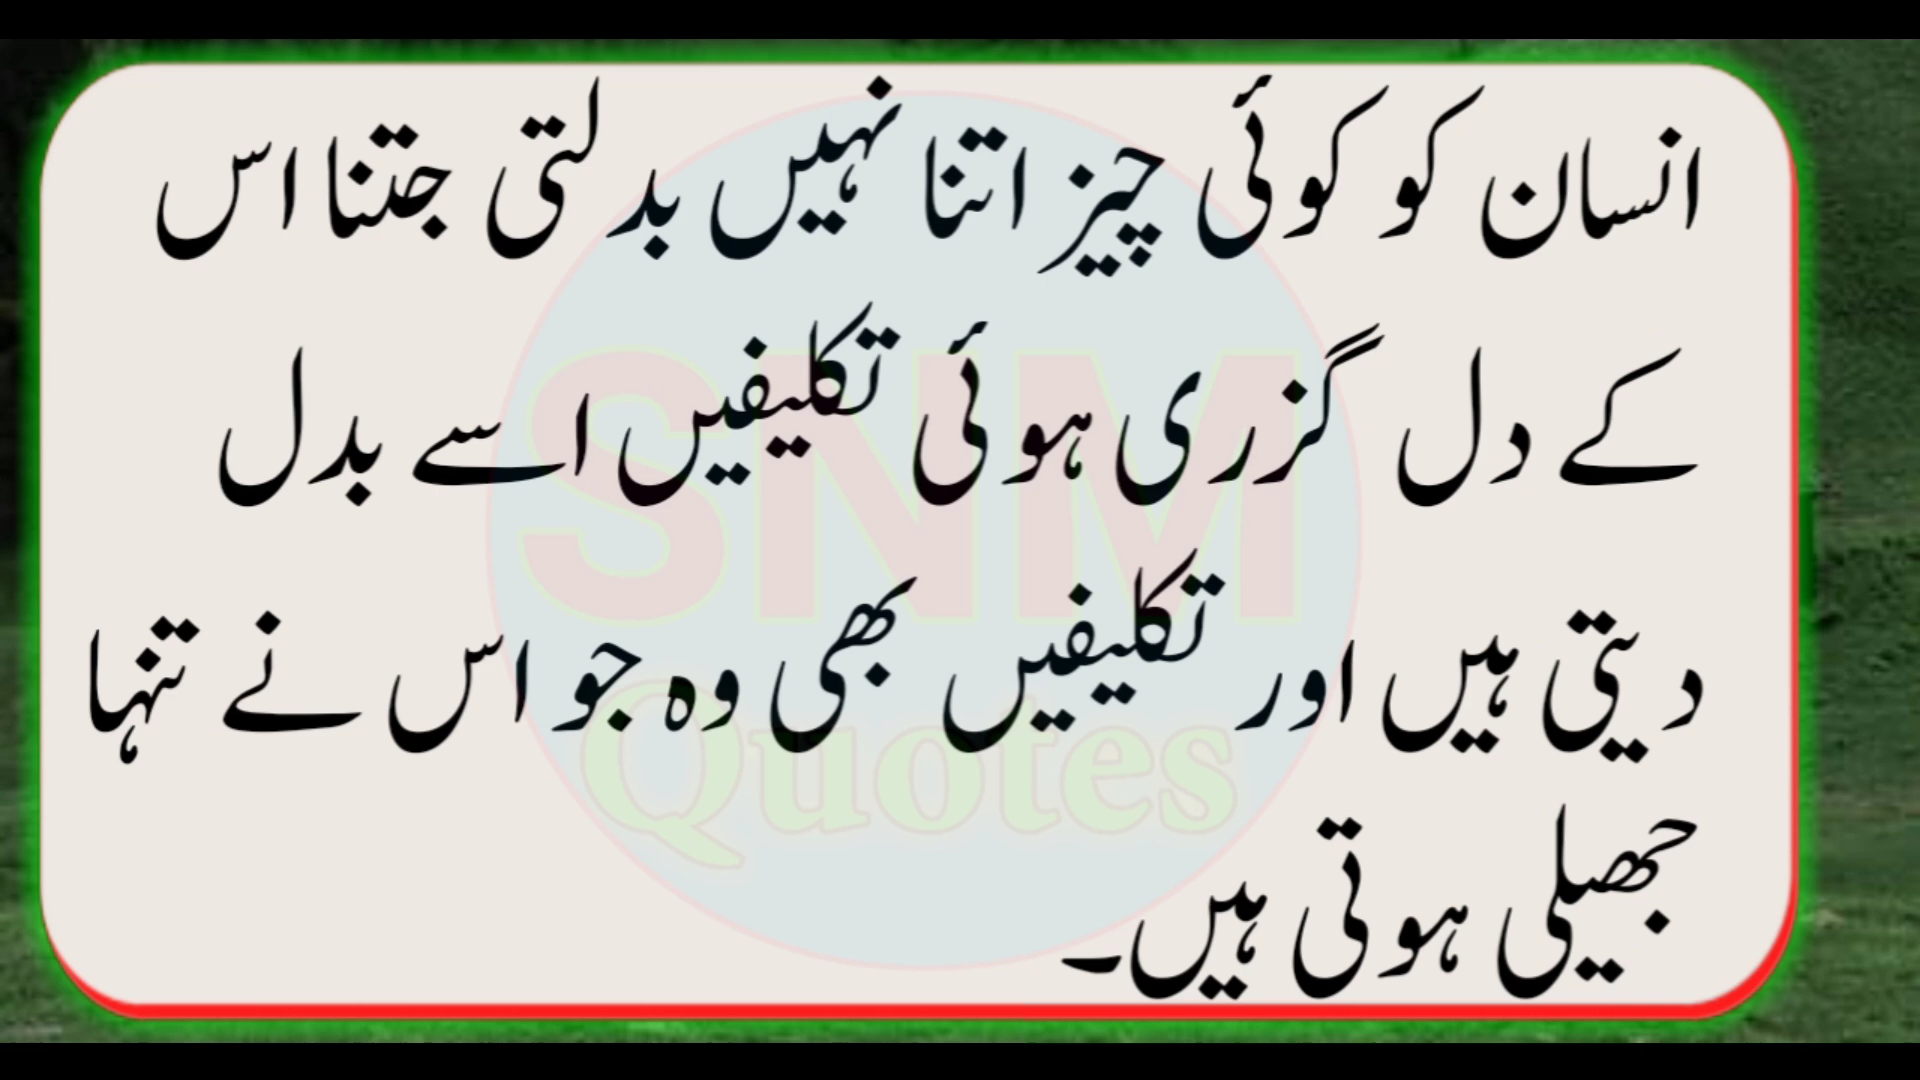 انسان کو کوئی چیز اتنا نہیں بدلتی جتنا اس
کے دل گزری ہوئی تکلیفیں اسے بدل
دیتی ہیں اور تکلیفیں بھی وہ جو اس نے تنہا
جھیلی ہوتی ہیں۔
SNM
Quotes